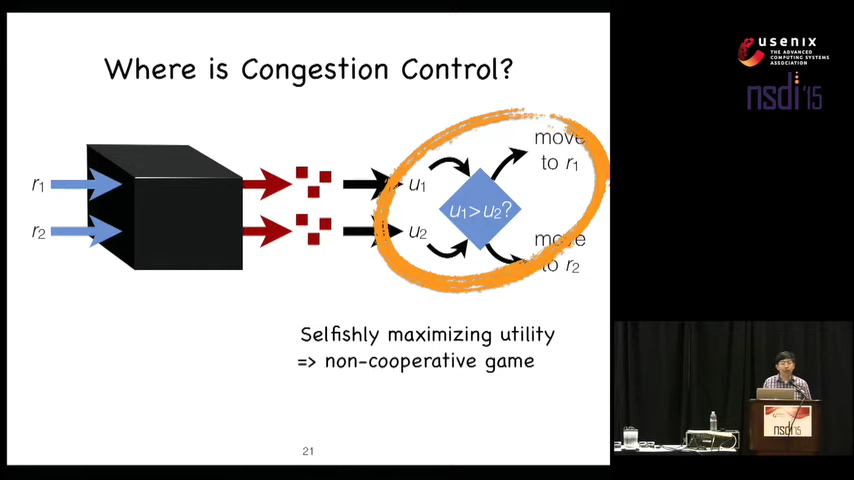 Where is Congestion Control?
r1
r2
u1
u2
u1>u2?
move
to r1
move
to r2
Selfishly maximizing utility
=> non-cooperative game
21
usenix
THE ADVANCED
COMPUTING SYSTEMS
ASSOCIATION
nsdi '15
nsdi '15